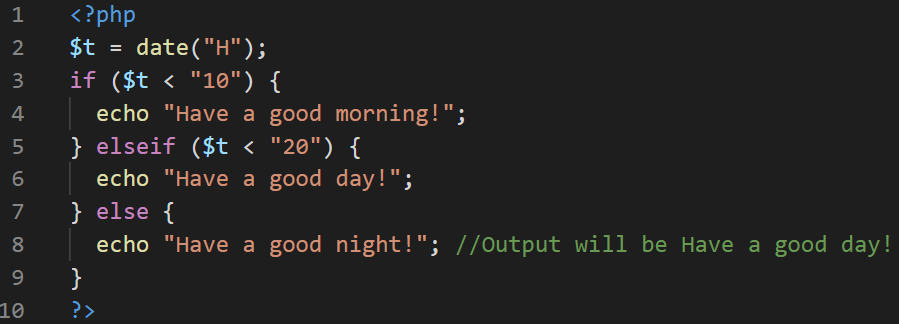 1 <?php
2 $t = date("H");
3 if ($t < "10") {
4   echo "Have a good morning!";
5 } elseif ($t < "20") {
6   echo "Have a good day!";
7 } else {
8   echo "Have a good night!"; //Output will be Have a good day!
9 }
10 ?>